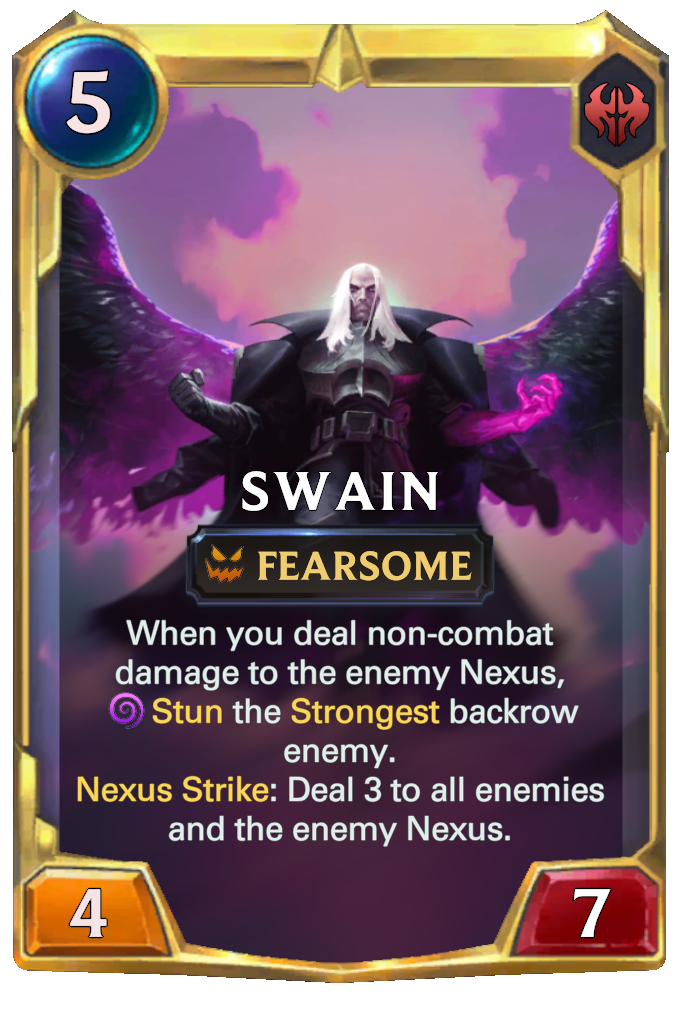 5
SWAIN
FEARSOME
When you deal non-combat
damage to the enemy Nexus,
Stun the Strongest backrow
enemy.
Nexus Strike: Deal 3 to all enemies
and the enemy Nexus.
4
7